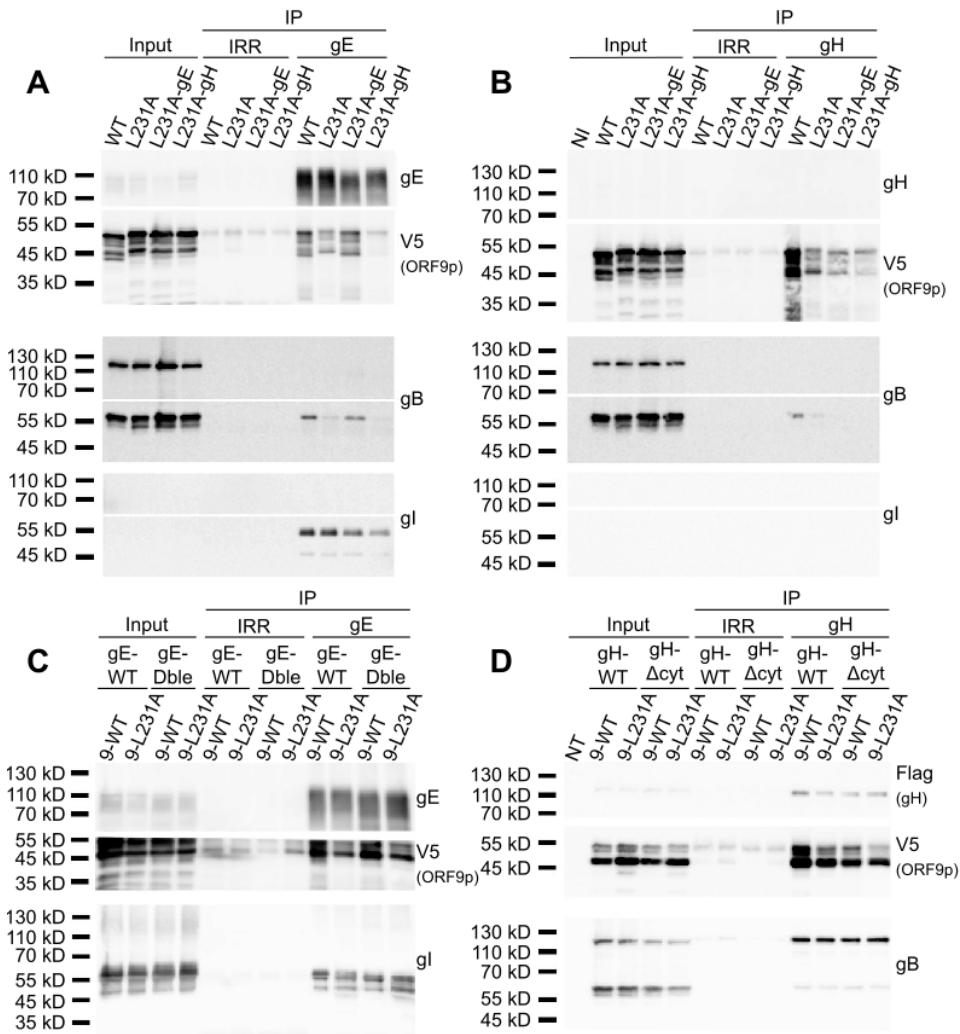 A
IP
Input IRR gE
WT L231A L231A-gE L231A-gH WT L231A L231A-gE L231A-gH WT L231A L231A-gE L231A-gH
110 kD
70 kD
gE
55 kD
45 kD
35 kD
V5
(ORF9p)
130 kD
110 kD
70 kD
55 kD
45 kD
gB
110 kD
70 kD
55 kD
45 kD
gI
B
IP
Input IRR gH
NI WT L231A L231A-gE L231A-gH WT L231A L231A-gE L231A-gH WT L231A L231A-gE L231A-gH
130 kD
110 kD
70 kD
gH
55 kD
45 kD
35 kD
V5
(ORF9p)
130 kD
110 kD
70 kD
55 kD
45 kD
gB
110 kD
70 kD
55 kD
45 kD
gI
C
IP
Input IRR gE
gE- gE- gE- gE- gE- gE-
WT Dble WT Dble WT Dble
9-WT 9-L231A 9-WT 9-L231A 9-WT 9-L231A 9-WT 9-L231A 9-WT 9-L231A 9-WT 9-L231A
130 kD
110 kD
70 kD
gE
55 kD
45 kD
35 kD
V5
(ORF9p)
130 kD
110 kD
70 kD
55 kD
35 kD
gI
D
IP
Input IRR gH
gH- gH- gH- gH- gH- gH-
WT Δcyt WT Δcyt WT Δcyt
NT 9-WT 9-L231A 9-WT 9-L231A 9-WT 9-L231A 9-WT 9-L231A 9-WT 9-L231A 9-WT 9-L231A
130 kD
110 kD
70 kD
Flag
(gH)
55 kD
45 kD
V5
(ORF9p)
130 kD
110 kD
70 kD
55 kD
45 kD
gB